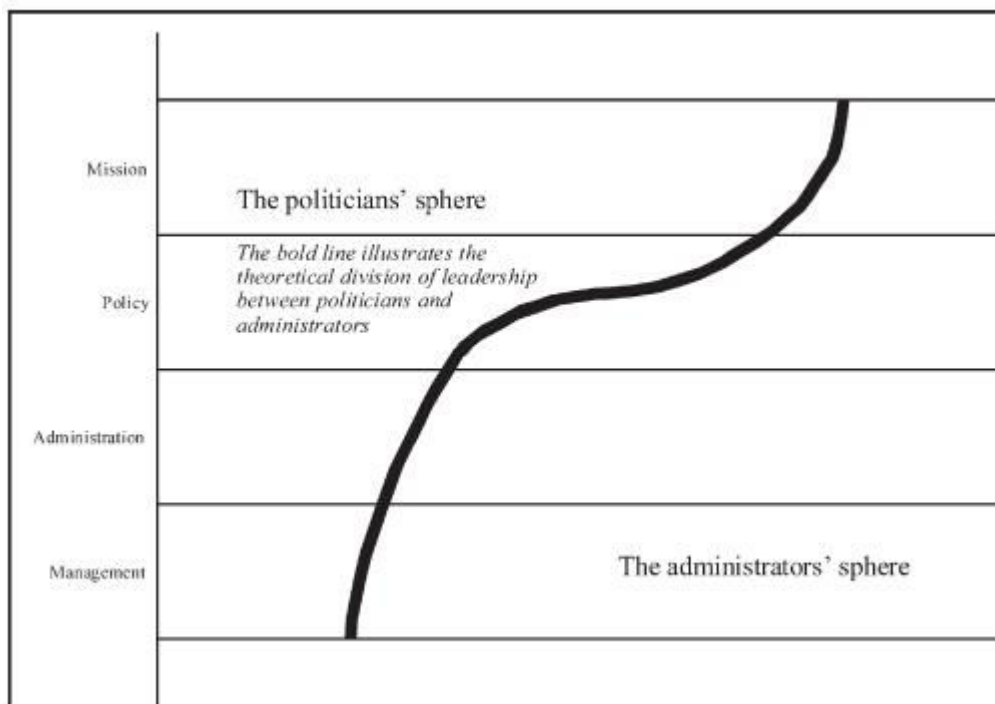 Mission
The politicians’ sphere
The bold line illustrates the
theoretical division of leadership
between politicians and
administrators
Policy
Administration
Management
The administrators’ sphere